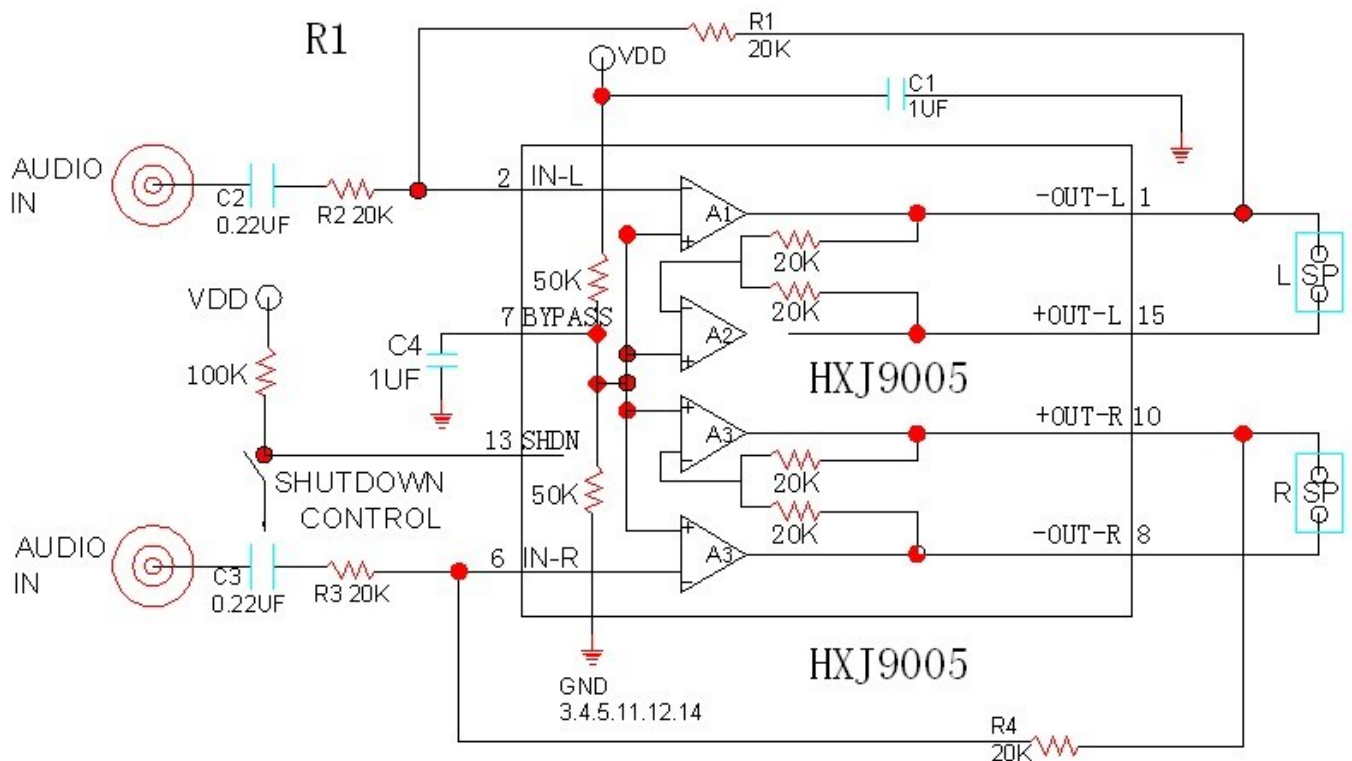 R1
R1
20K
VDD
C1
1UF
AUDIO
IN
C2
0.22UF
R2 20K
2 IN-L
A1
-OUT-L 1
20K
50K
20K
L SP
VDD
7 BYPASS
A2
+OUT-L 15
C4
1UF
HXJ9005
100K
+OUT-R 10
13 SHDN
A3
20K
SHUTDOWN
CONTROL
50K
R SP
20K
AUDIO
IN
6 IN-R
A3
-OUT-R 8
C3
0.22UF
R3 20K
HXJ9005
GND
3.4.5.11.12.14
R4
20K